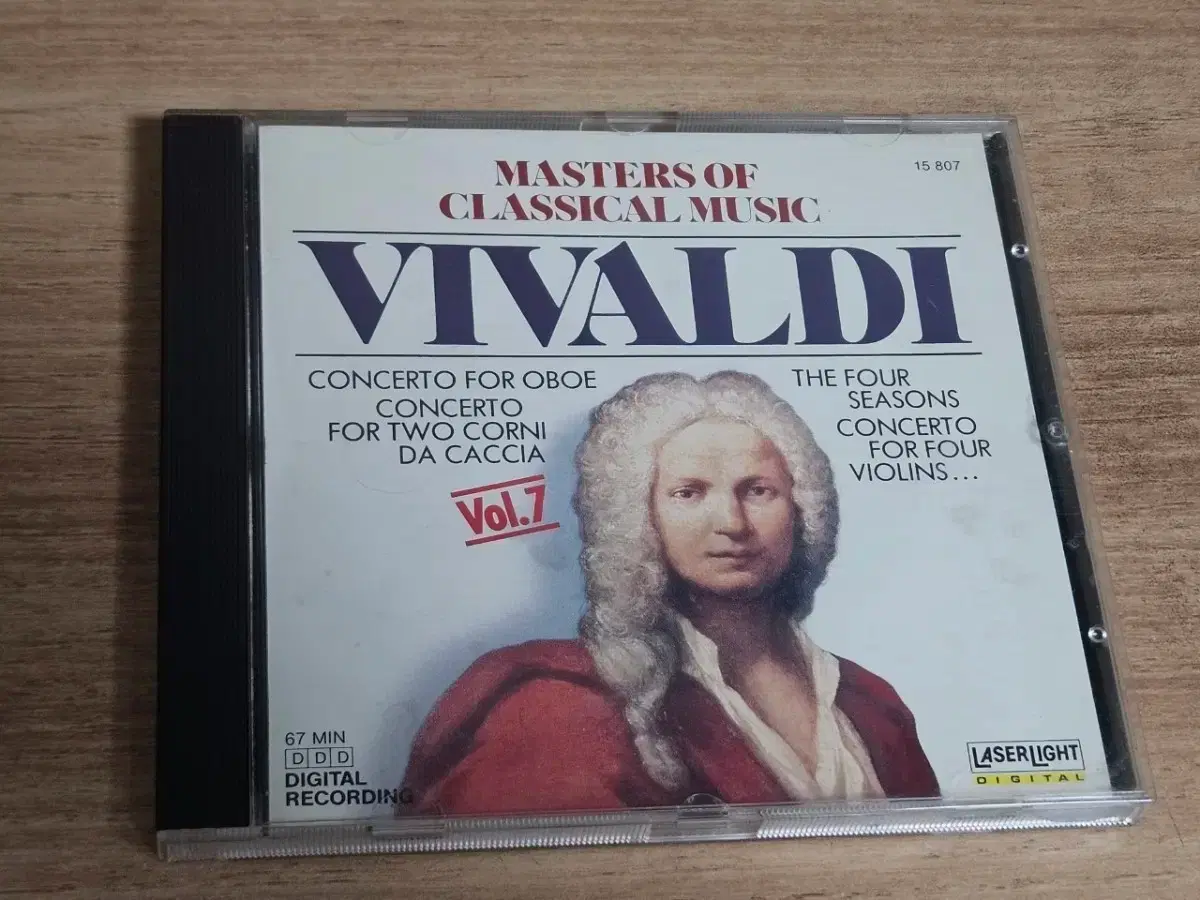 MASTERS OF
CLASSICAL MUSIC
15 807
VIVALDI
CONCERTO FOR OBOE
CONCERTO
FOR TWO CORNI
DA CACCIA
THE FOUR
SEASONS
CONCERTO
FOR FOUR
VIOLINS...
Vol.7
67 MIN
DDD
DIGITAL
RECORDING
LASERLIGHT
DIGITAL